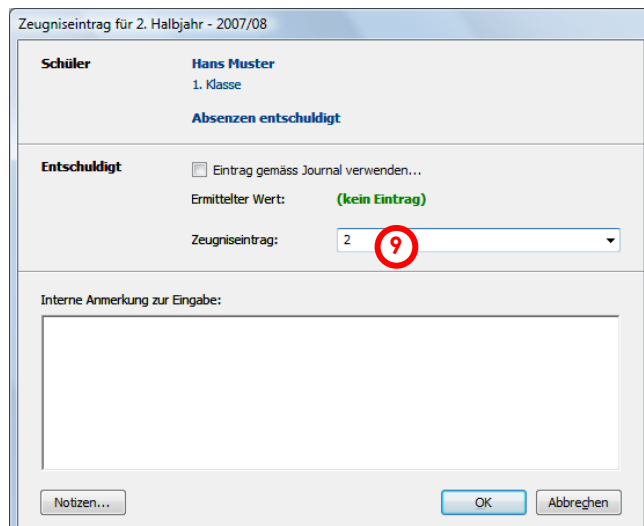 Zeugniseintrag für 2. Halbjahr - 2007/08
Schüler Hans Muster
1. Klasse
Absenzen entschuldigt
Entschuldigt Eintrag gemäss Journal verwenden...
Ermittelter Wert: (kein Eintrag)
Zeugniseintrag: 2 9
Interne Anmerkung zur Eingabe:
Notizen... OK Abbrechen